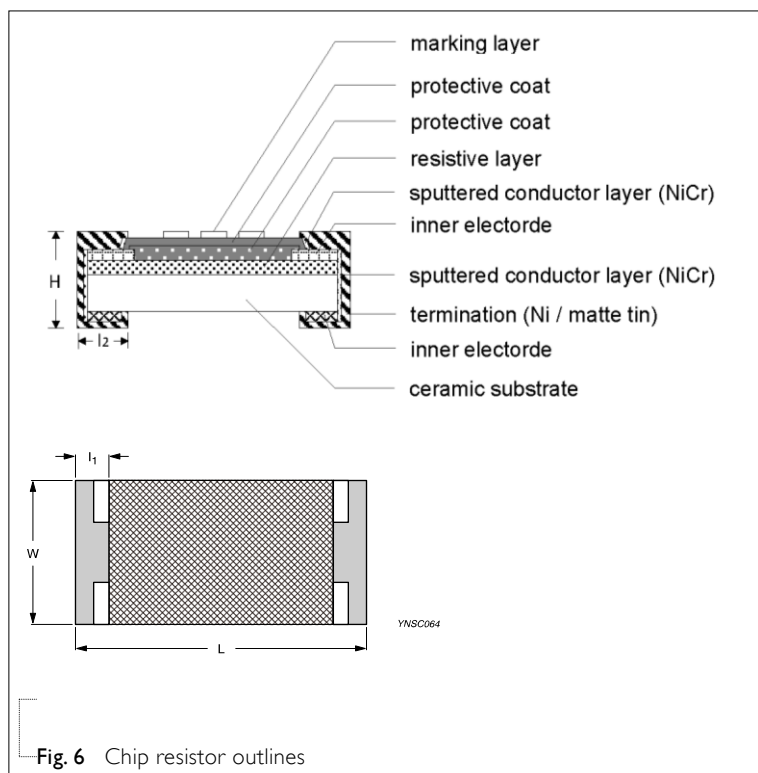 marking layer
protective coat
protective coat
resistive layer
sputtered conductor layer (NiCr)
inner electorde
sputtered conductor layer (NiCr)
termination (Ni / matte tin)
inner electorde
ceramic substrate
H
l2
l1
W
YNSC064
L
Fig. 6 Chip resistor outlines